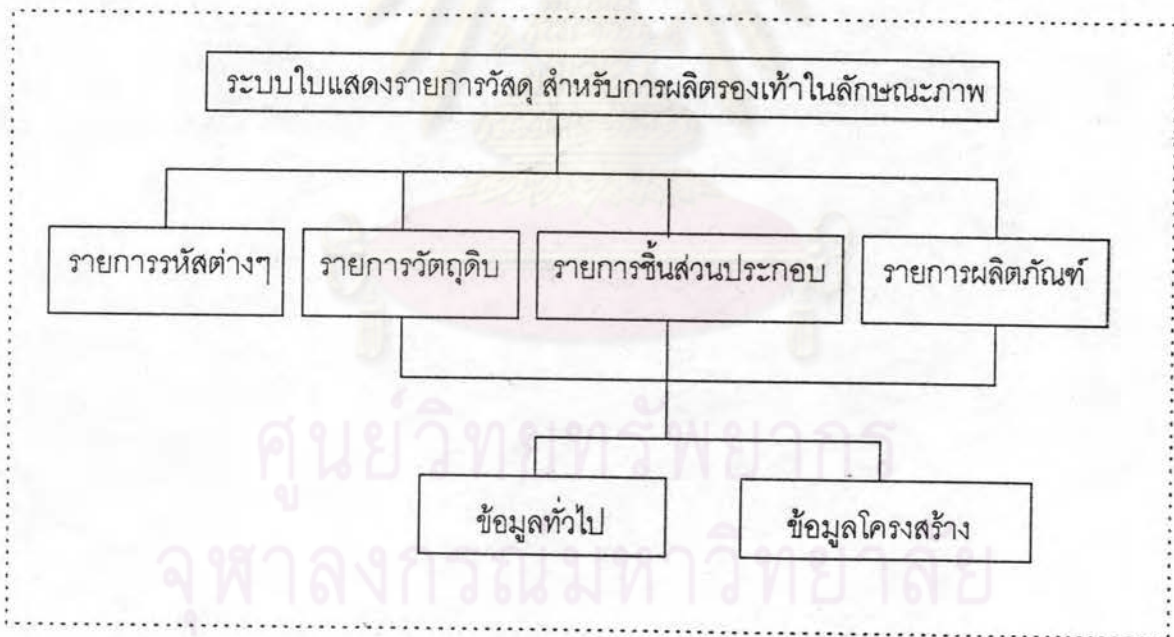 ระบบใบแสดงรายการวัสดุ สำหรับการผลิตรองเท้าในลักษณะภาพ
รายการรหัสต่างๆ
รายการวัตถุดิบ
รายการชิ้นส่วนประกอบ
รายการผลิตภัณฑ์
ศูนย์วิทยทรัพยากร
ข้อมูลทั่วไป
ข้อมูลโครงสร้าง
จุฬาลงกรณ์มหาวิทยาลัย